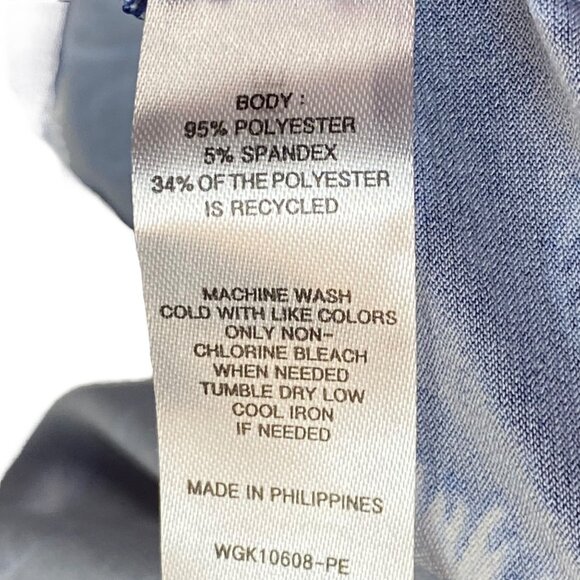 BODY :
95% POLYESTER
5% SPANDEX
34% OF THE POLYESTER
IS RECYCLED
MACHINE WASH
COLD WITH LIKE COLORS
ONLY NON-
CHLORINE BLEACH
WHEN NEEDED
TUMBLE DRY LOW
COOL IRON
IF NEEDED
MADE IN PHILIPPINES
WGK10608-PE